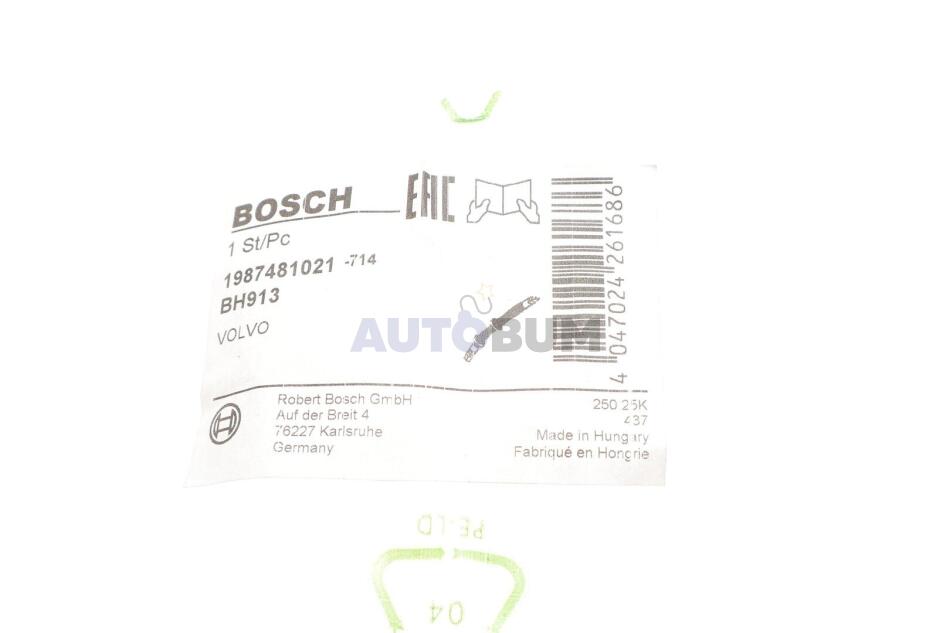 BOSCH
EAC
1 St/Pc
1987481021 -714
BH913
VOLVO
4 047024 261686
AUTOBUM
Robert Bosch GmbH
Auf der Breit 4
76227 Karlsruhe
Germany
250 25K
437
Made in Hungary
Fabriqué en Hongrie
PE-LD
04